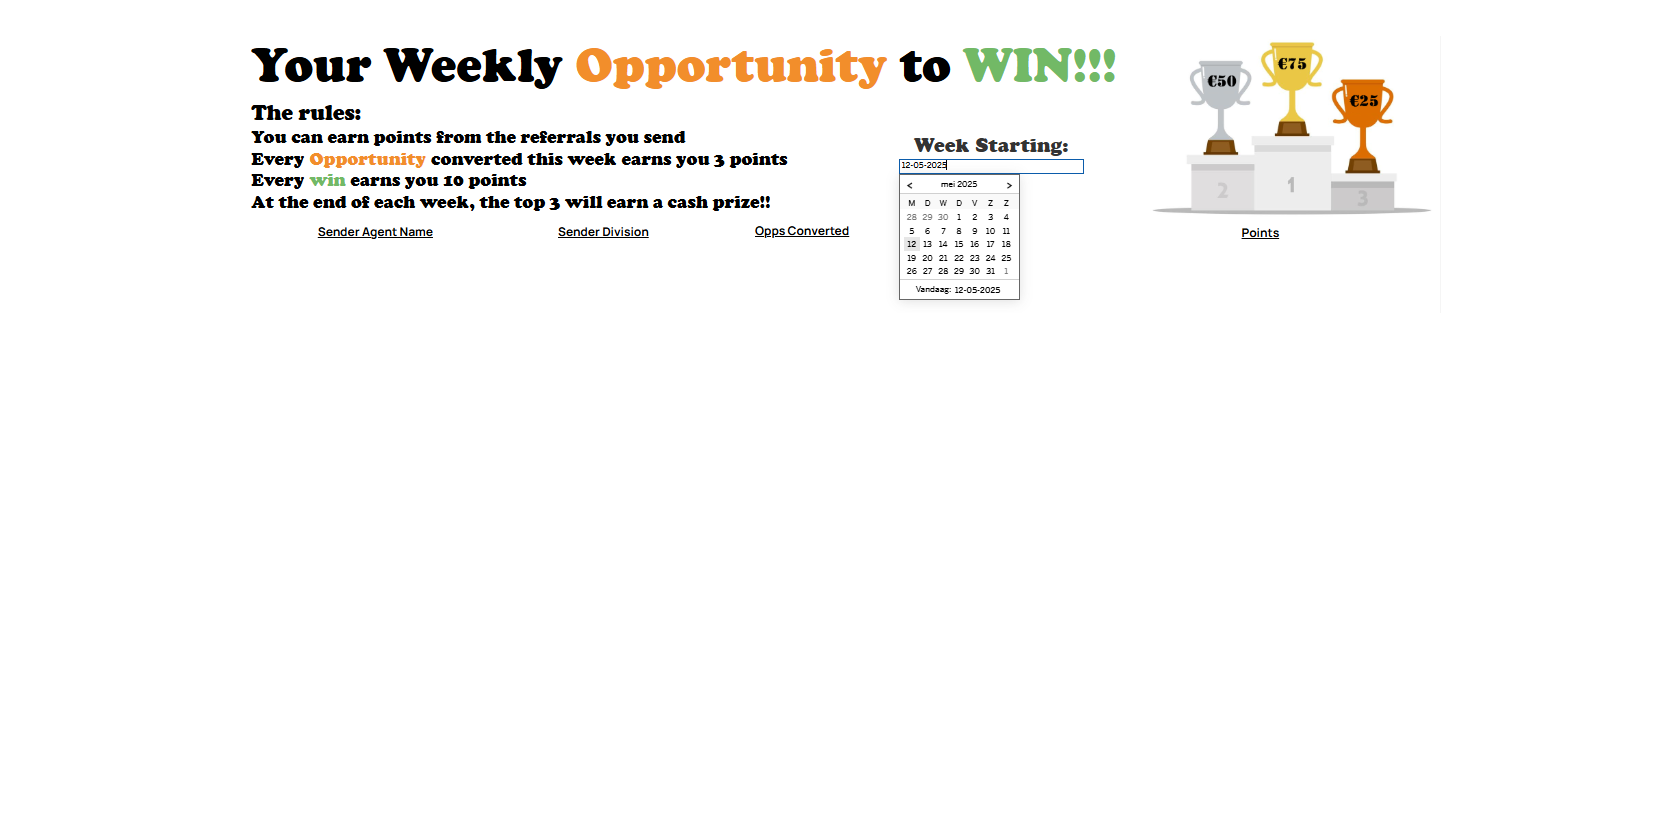 Your Weekly Opportunity to WIN!!!
€50
€75
€25
The rules:
You can earn points from the referrals you send
Every Opportunity converted this week earns you 3 points
Every win earns you 10 points
At the end of each week, the top 3 will earn a cash prize!!
Week Starting:
12-05-2025
< mei 2025 >
M D W D V Z Z
28 29 30 1 2 3 4
5 6 7 8 9 10 11
12 13 14 15 16 17 18
19 20 21 22 23 24 25
26 27 28 29 30 31 1
Vandaag: 12-05-2025
2
1
3
Sender Agent Name
Sender Division
Opps Converted
Points